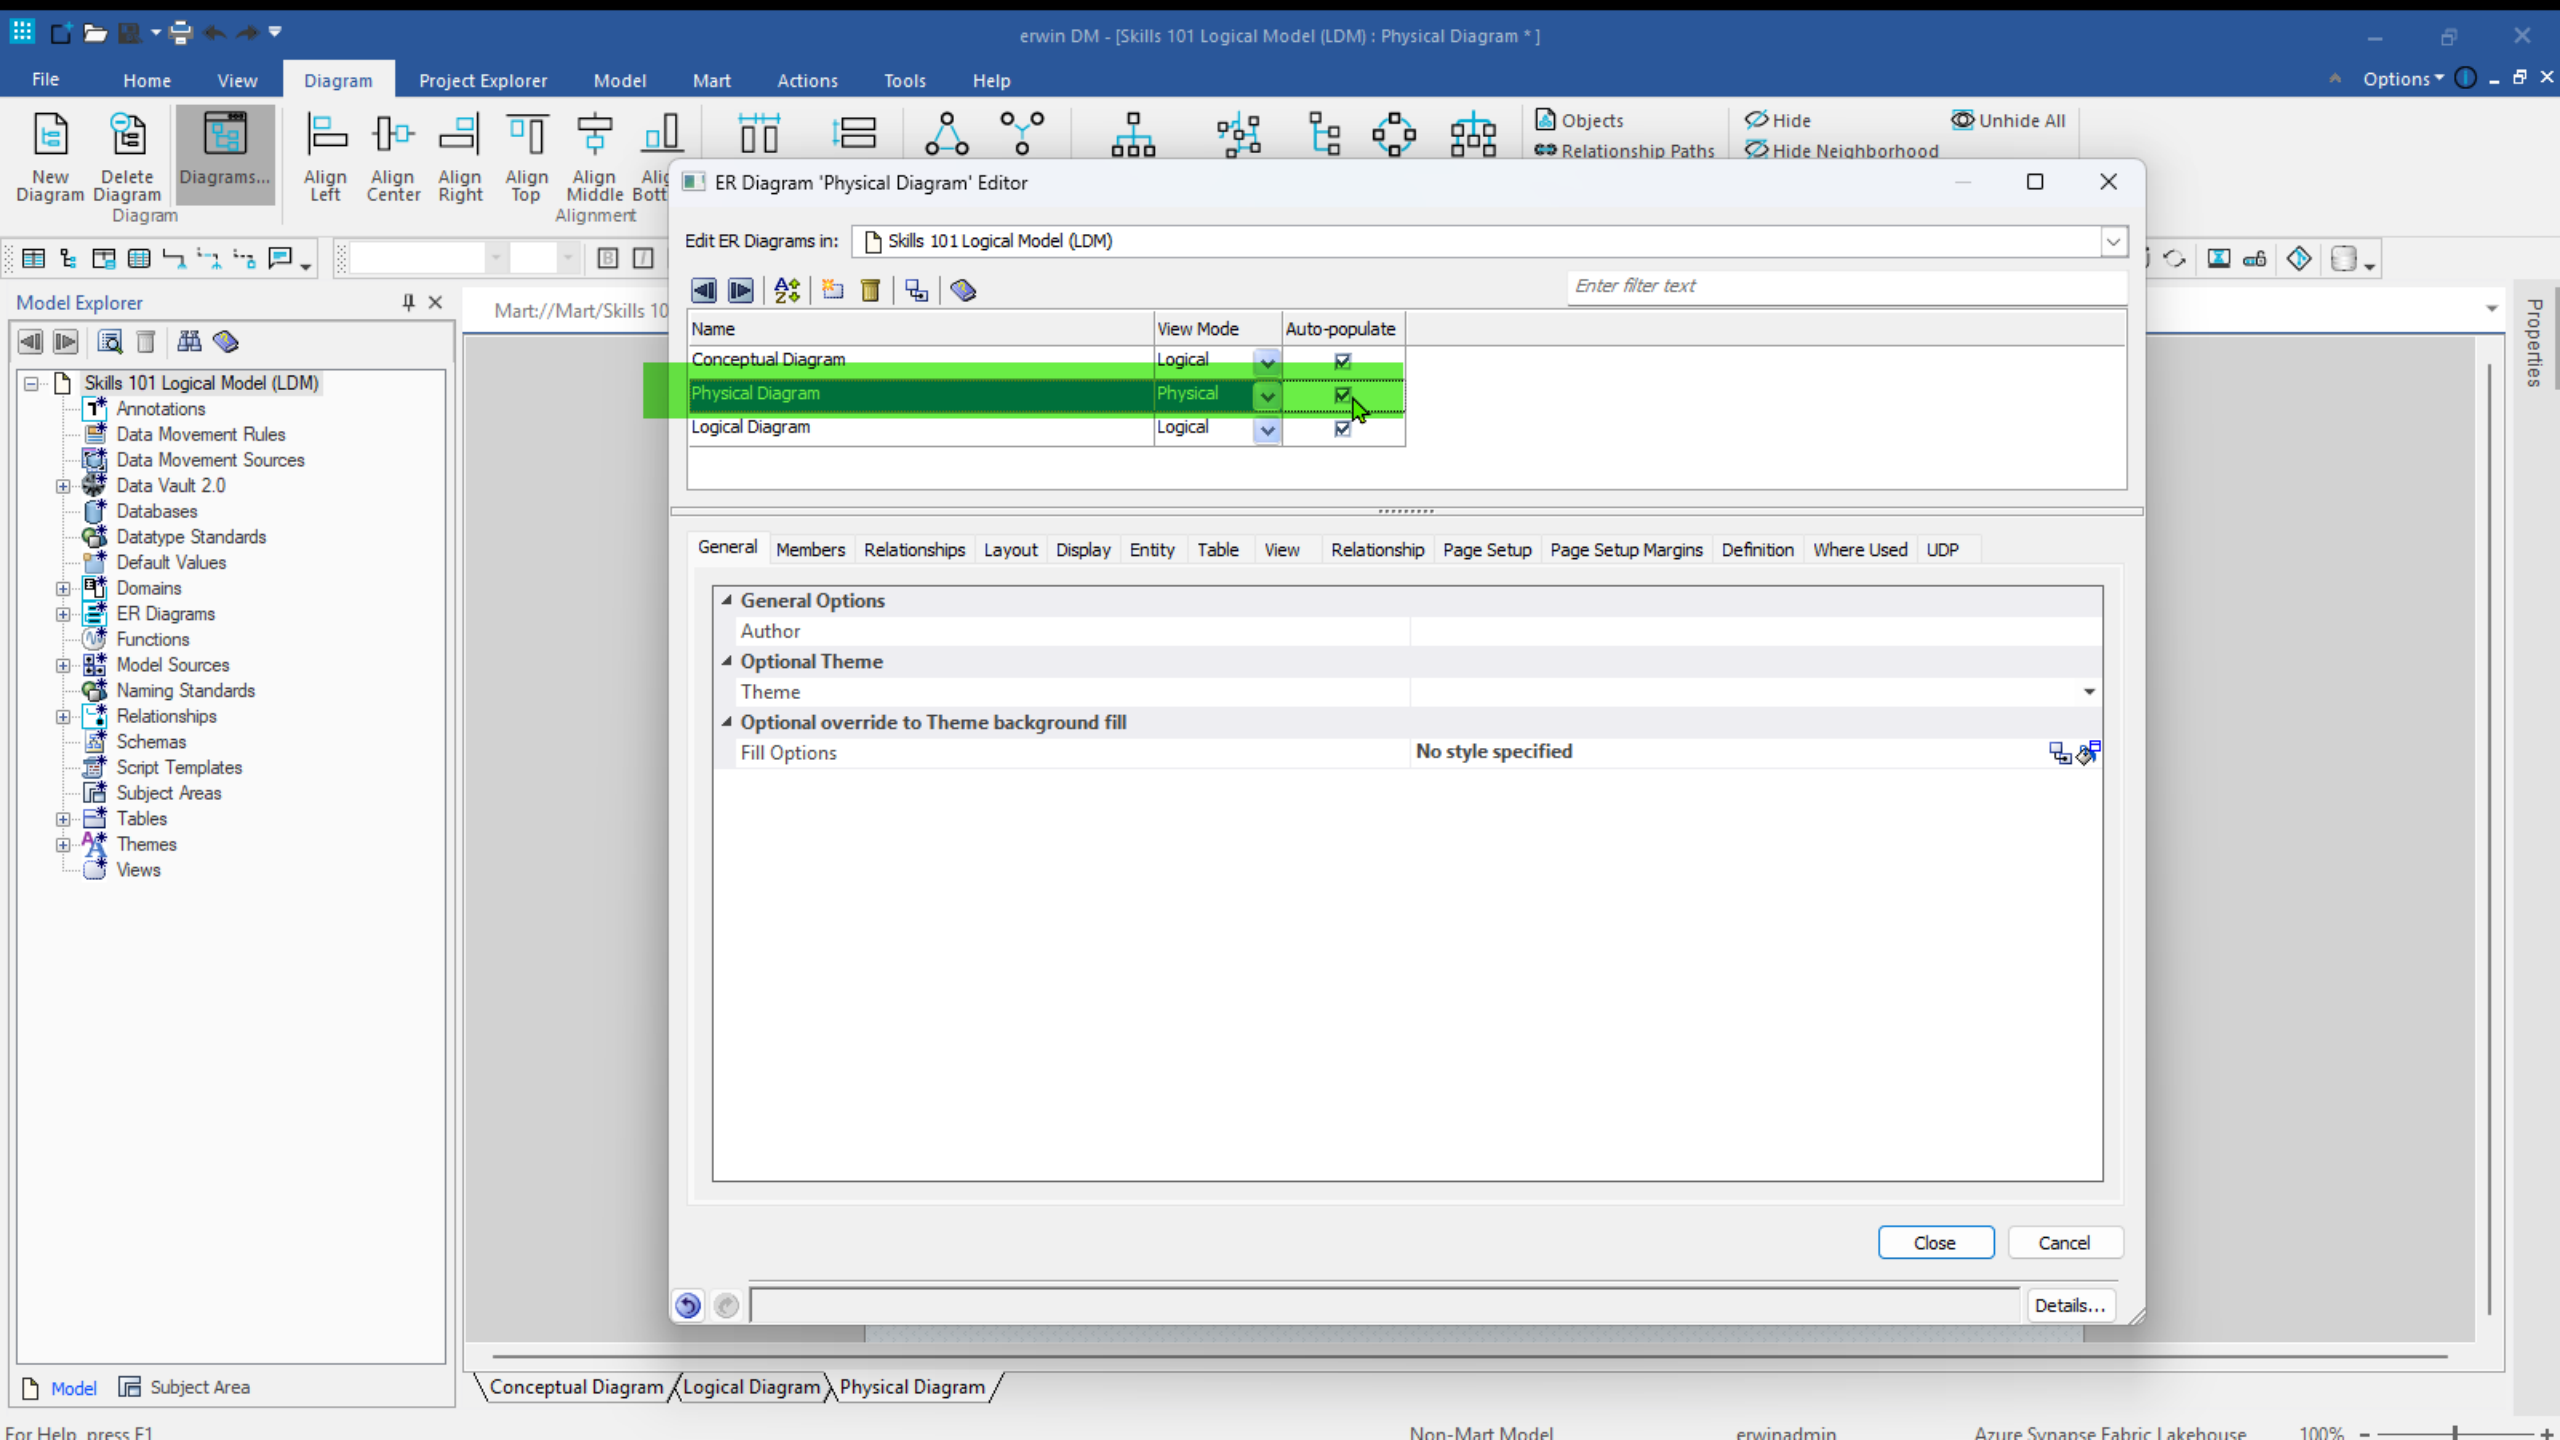 erwin DM - [Skills 101 Logical Model (LDM) : Physical Diagram * ]
File Home View Diagram Project Explorer Model Mart Actions Tools Help Options
New Diagram
Delete Diagram
Diagrams...
Diagram
Align Left
Align Center
Align Right
Align Top
Align Middle
Alignment
Objects
Relationship Paths
Hide
Hide Neighborhood
Unhide All
ER Diagram 'Physical Diagram' Editor
Edit ER Diagrams in: Skills 101 Logical Model (LDM)
Enter filter text
Name View Mode Auto-populate
Conceptual Diagram Logical
Physical Diagram Physical
Logical Diagram Logical
General Members Relationships Layout Display Entity Table View Relationship Page Setup Page Setup Margins Definition Where Used UDP
General Options
Author
Optional Theme
Theme
Optional override to Theme background fill
Fill Options No style specified
Close Cancel
Details...
Model Explorer
Mart://Mart/Skills 10
Properties
Skills 101 Logical Model (LDM)
Annotations
Data Movement Rules
Data Movement Sources
Data Vault 2.0
Databases
Datatype Standards
Default Values
Domains
ER Diagrams
Functions
Model Sources
Naming Standards
Relationships
Schemas
Script Templates
Subject Areas
Tables
Themes
Views
Model Subject Area
Conceptual Diagram Logical Diagram Physical Diagram
For Help, press F1 Non-Mart Model erwinadmin Azure Synapse Fabric Lakehouse 100%